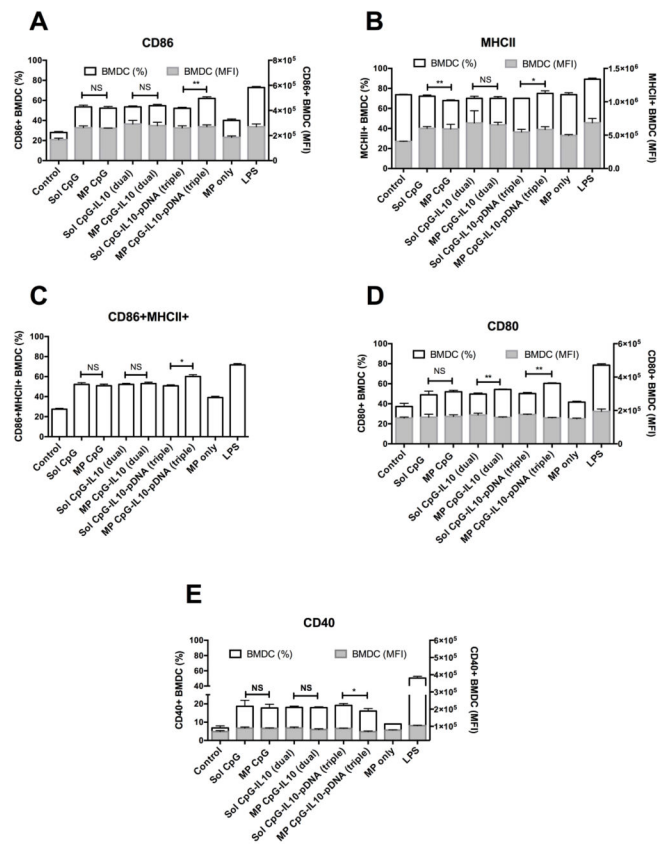 A
CD86
BMDC (%)
BMDC (MFI)
CD86+ BMDC (%)
100
80
60
40
20
0
NS
NS
**
8×10⁵
6×10⁵
4×10⁵
2×10⁵
0
CD86+ BMDC (MFI)
Control
Sol CpG
MP CpG
Sol CpG-IL10 (dual)
MP CpG-IL10 (dual)
Sol CpG-IL10-pDNA (triple)
MP CpG-IL10-pDNA (triple)
MP only
LPS
B
MHCII
BMDC (%)
BMDC (MFI)
MHCII+ BMDC (%)
100
80
60
40
20
0
**
NS
*
1.5×10⁶
1.0×10⁶
5.0×10⁵
0.0
MHCII+ BMDC (MFI)
Control
Sol CpG
MP CpG
Sol CpG-IL10 (dual)
MP CpG-IL10 (dual)
Sol CpG-IL10-pDNA (triple)
MP CpG-IL10-pDNA (triple)
MP only
LPS
C
CD86+MHCII+
CD86+MHCII+ BMDC (%)
100
80
60
40
20
0
NS
NS
*
Control
Sol CpG
MP CpG
Sol CpG-IL10 (dual)
MP CpG-IL10 (dual)
Sol CpG-IL10-pDNA (triple)
MP CpG-IL10-pDNA (triple)
MP only
LPS
D
CD80
BMDC (%)
BMDC (MFI)
CD80+ BMDC (%)
100
80
60
40
20
0
NS
**
**
6×10⁵
4×10⁵
2×10⁵
0
CD80+ BMDC (MFI)
Control
Sol CpG
MP CpG
Sol CpG-IL10 (dual)
MP CpG-IL10 (dual)
Sol CpG-IL10-pDNA (triple)
MP CpG-IL10-pDNA (triple)
MP only
LPS
E
CD40
BMDC (%)
BMDC (MFI)
CD40+ BMDC (%)
100
80
60
40
20
10
0
NS
NS
*
6×10⁵
5×10⁵
4×10⁵
3×10⁵
2×10⁵
1×10⁵
CD40+ BMDC (MFI)
Control
Sol CpG
MP CpG
Sol CpG-IL10 (dual)
MP CpG-IL10 (dual)
Sol CpG-IL10-pDNA (triple)
MP CpG-IL10-pDNA (triple)
MP only
LPS